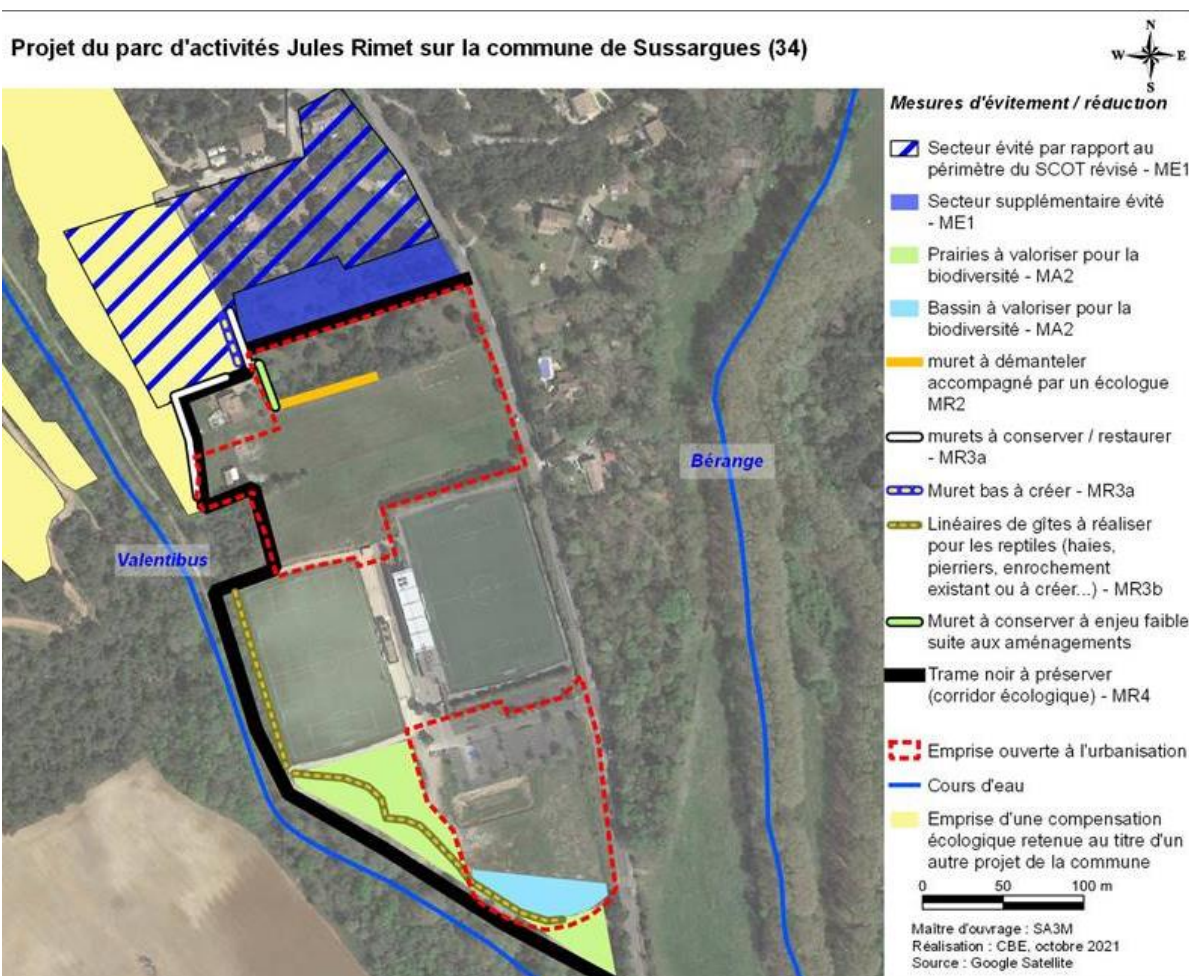 Projet du parc d'activités Jules Rimet sur la commune de Sussargues (34)
N
W E
S
Mesures d'évitement / réduction
Secteur évité par rapport au
périmètre du SCOT révisé - ME1
Secteur supplémentaire évité
- ME1
Prairies à valoriser pour la
biodiversité - MA2
Bassin à valoriser pour la
biodiversité - MA2
muret à démanteler
accompagné par un écologue
MR2
murets à conserver / restaurer
- MR3a
Muret bas à créer - MR3a
Linéaires de gîtes à réaliser
pour les reptiles (haies,
pierriers, enrochement
existant ou à créer...) - MR3b
Muret à conserver à enjeu faible
suite aux aménagements
Trame noir à préserver
(corridor écologique) - MR4
Emprise ouverte à l'urbanisation
Cours d'eau
Emprise d'une compensation
écologique retenue au titre d'un
autre projet de la commune
0 50 100 m
Maître d'ouvrage : SA3M
Réalisation : CBE, octobre 2021
Source : Google Satellite
Bérange
Valentibus